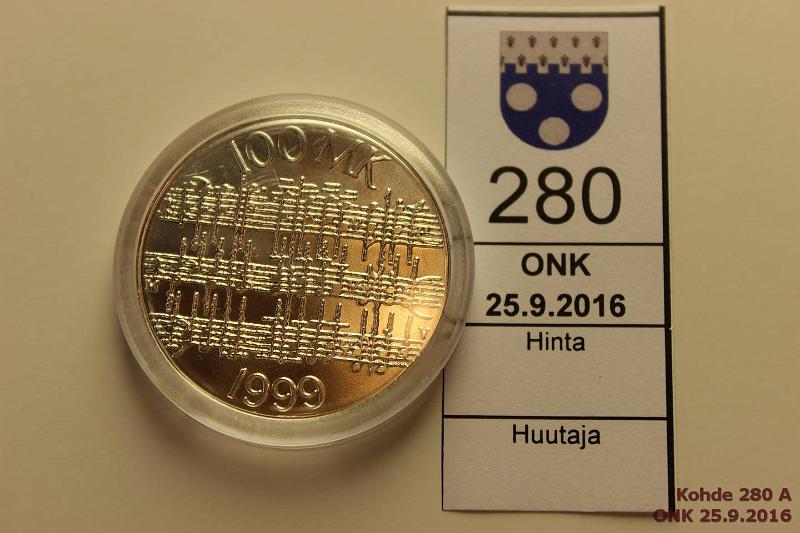 100 MK
M
V
1999
280
ONK
25.9.2016
Hinta
Huutaja
Kohde 280 A
ONK 25.9.2016